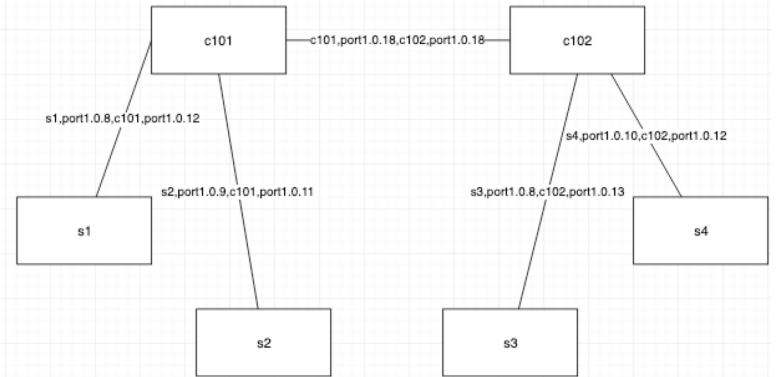 c101
c101,port1.0.18,c102,port1.0.18
c102
s1,port1.0.8,c101,port1.0.12
s4,port1.0.10,c102,port1.0.12
s2,port1.0.9,c101,port1.0.11
s3,port1.0.8,c102,port1.0.13
s1
s4
s2
s3